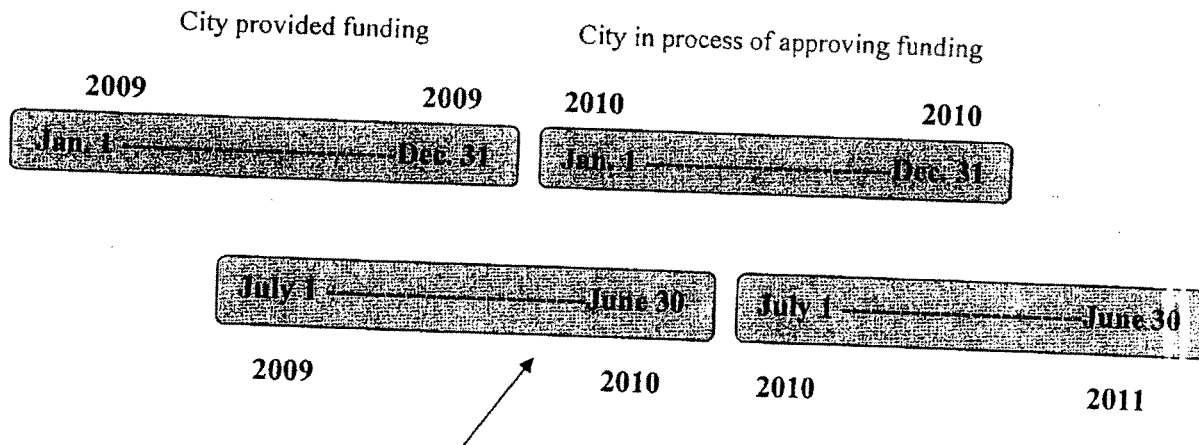 City provided funding
City in process of approving funding
2009 2009 2010 2010
Jan. 1 Dec. 31 Jan. 1 Dec. 31
July 1 June 30 July 1 June 30
2009 2010 2010 2011